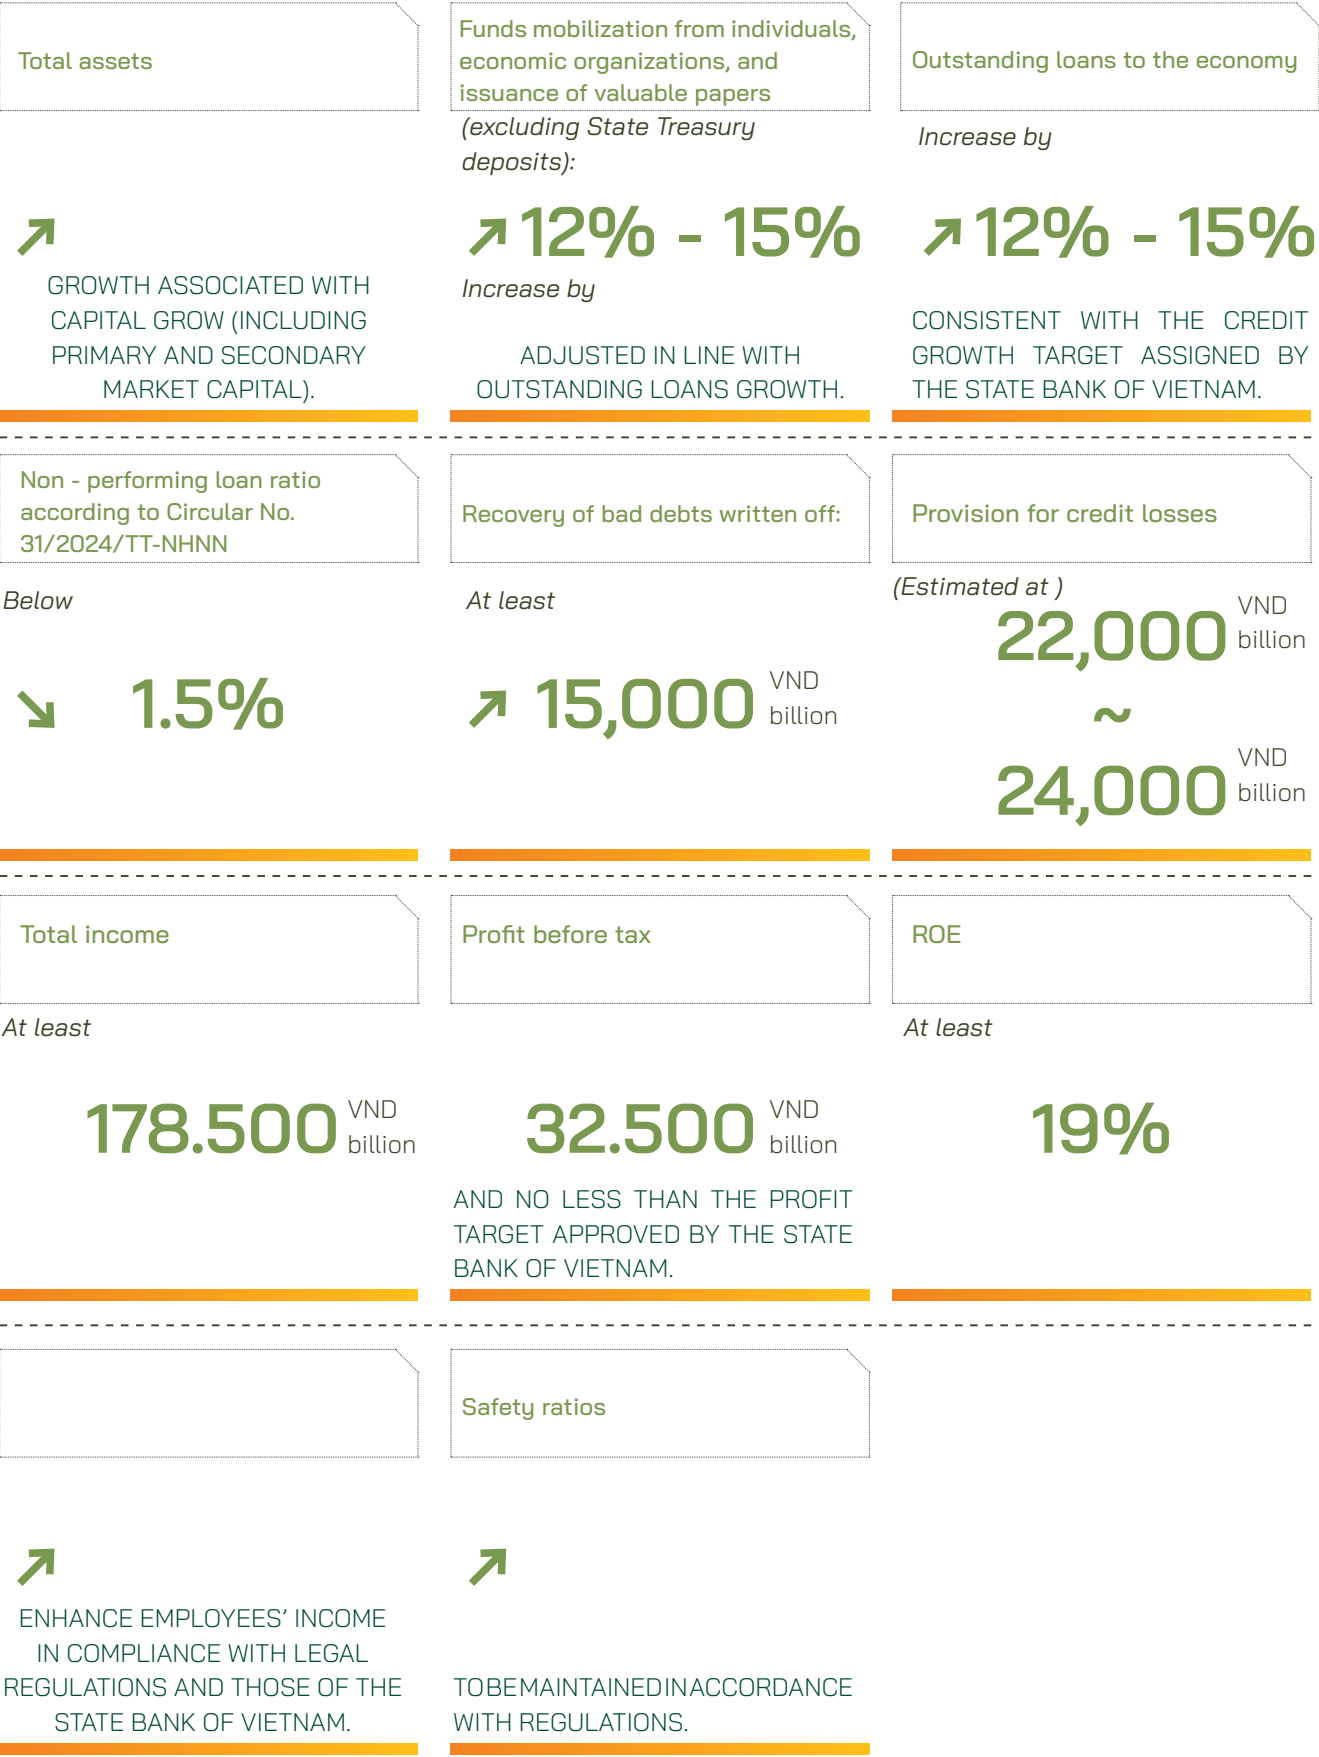 Total assets
GROWTH ASSOCIATED WITH
CAPITAL GROW (INCLUDING
PRIMARY AND SECONDARY
MARKET CAPITAL).
Funds mobilization from individuals,
economic organizations, and
issuance of valuable papers
(excluding State Treasury
deposits):
12% - 15%
Increase by
ADJUSTED IN LINE WITH
OUTSTANDING LOANS GROWTH.
Outstanding loans to the economy
Increase by
12% - 15%
CONSISTENT WITH THE CREDIT
GROWTH TARGET ASSIGNED BY
THE STATE BANK OF VIETNAM.
Non - performing loan ratio
according to Circular No.
31/2024/TT-NHNN
Below
1.5%
Recovery of bad debts written off:
At least
15,000 VND
billion
Provision for credit losses
(Estimated at )
22,000 VND
billion
~
24,000 VND
billion
Total income
At least
178.500 VND
billion
Profit before tax
32.500 VND
billion
AND NO LESS THAN THE PROFIT
TARGET APPROVED BY THE STATE
BANK OF VIETNAM.
ROE
At least
19%
ENHANCE EMPLOYEES’ INCOME
IN COMPLIANCE WITH LEGAL
REGULATIONS AND THOSE OF THE
STATE BANK OF VIETNAM.
Safety ratios
TO BE MAINTAINED IN ACCORDANCE
WITH REGULATIONS.